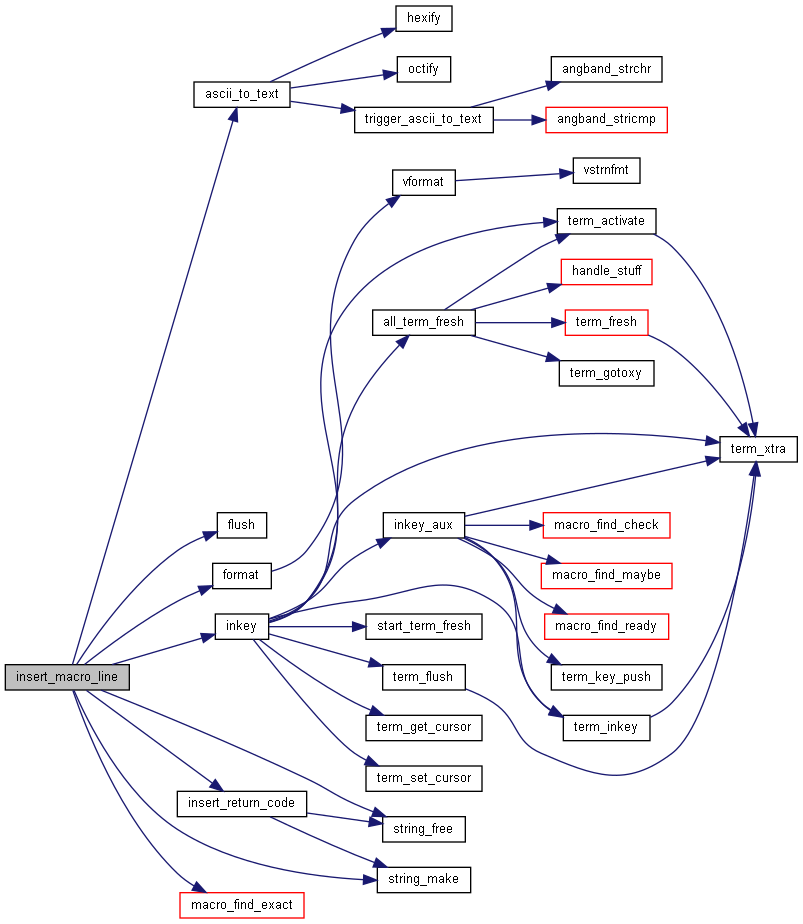 hexify
octify
angband_strchr
ascii_to_text
trigger_ascii_to_text
angband_stricmp
vformat
vstrnfmt
term_activate
handle_stuff
all_term_fresh
term_fresh
term_gotoxy
term_xtra
flush
inkey_aux
macro_find_check
format
macro_find_maybe
inkey
start_term_fresh
macro_find_ready
insert_macro_line
term_flush
term_key_push
term_get_cursor
term_inkey
term_set_cursor
insert_return_code
string_free
string_make
macro_find_exact